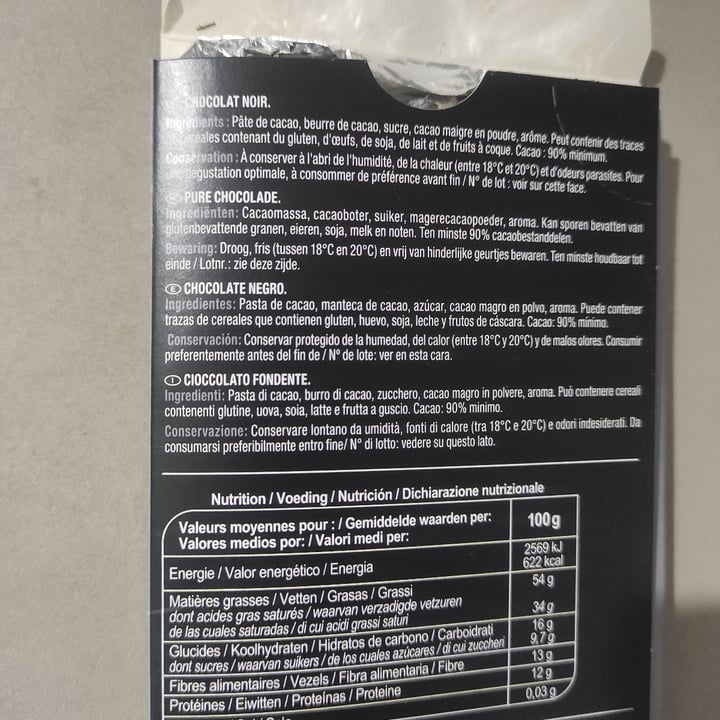 CHOCOLAT NOIR.
Ingrédients : Pâte de cacao, beurre de cacao, sucre, cacao maigre en poudre, arôme. Peut contenir des traces
de céréales contenant du gluten, d'œufs, de soja, de lait et de fruits à coque. Cacao : 90% minimum.
Conservation : A conserver à l'abri de l'humidité, de la chaleur (entre 18°C et 20°C) et d'odeurs parasites. Pour
une dégustation optimale, à consommer de préférence avant fin / N° de lot : voir sur cette face.
PURE CHOCOLADE.
Ingrediënten: Cacaomassa, cacaoboter, suiker, magerecacaopoeder, aroma. Kan sporen bevatten van
glutenbevattende granen, eieren, soja, melk en noten. Ten minste 90% cacaobestanddelen.
Bewaring: Droog, fris (tussen 18°C en 20°C) en vrij van hinderlijke geurtjes bewaren. Ten minste houdbaar tot
einde / Lotnr.: zie deze zijde.
E CHOCOLATE NEGRO.
Ingredientes: Pasta de cacao, manteca de cacao, azúcar, cacao magro en polvo, aroma. Puede contener
trazas de cereales que contienen gluten, huevo, soja, leche y frutos de cáscara. Cacao: 90% mínimo.
Conservación: Conservar protegido de la humedad, del calor (entre 18°C y 20°C) y de malos olores. Consumir
preferentemente antes del fin de / N° de lote: ver en esta cara.
I CIOCCOLATO FONDENTE.
Ingredienti: Pasta di cacao, burro di cacao, zucchero, cacao magro in polvere, aroma. Può contenere cereali
contenenti glutine, uova, soia, latte e frutta a guscio. Cacao: 90% minimo.
Conservazione: Conservare lontano da umidità, fonti di calore (tra 18°C e 20°C) e odori indesiderati. Da
consumarsi preferibilmente entro fine/ N° di lotto: vedere su questo lato.
Nutrition / Voeding / Nutrición / Dichiarazione nutrizionale
Valeurs moyennes pour : / Gemiddelde waarden per:
Valores medios por: / Valori medi per:
100g
Energie / Valor energético / Energia
2569 kJ
622 kcal
Matières grasses / Vetten / Grasas / Grassi
54 g
dont acides gras saturés / waarvan verzadigde vetzuren
de las cuales saturadas / di cui acidi grassi saturi
34 g
Glucides / Koolhydraten / Hidratos de carbono / Carboidrati
16 g
dont sucres / waarvan suikers / de los cuales azúcares / di cui zuccheri
9,7 g
Fibres alimentaires / Vezels / Fibra alimentaria / Fibre
13 g
Protéines / Eiwitten / Proteínas / Proteine
12 g
0,03 g